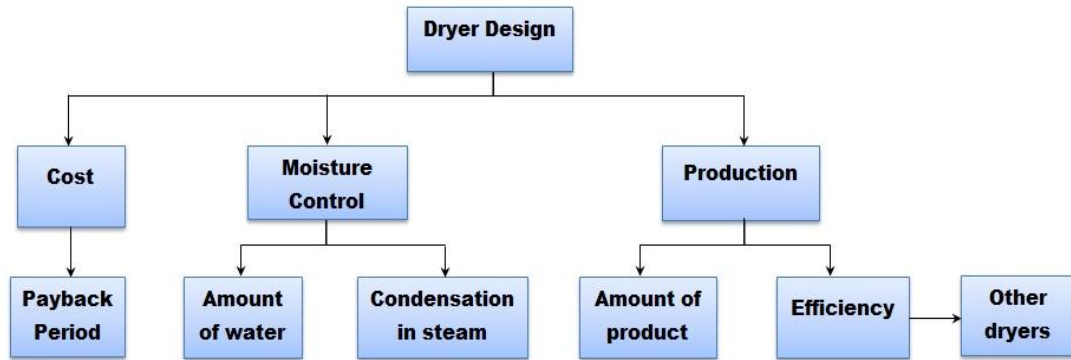 Dryer Design
Cost
Moisture
Control
Production
Payback
Period
Amount
of water
Condensation
in steam
Amount of
product
Efficiency
Other
dryers